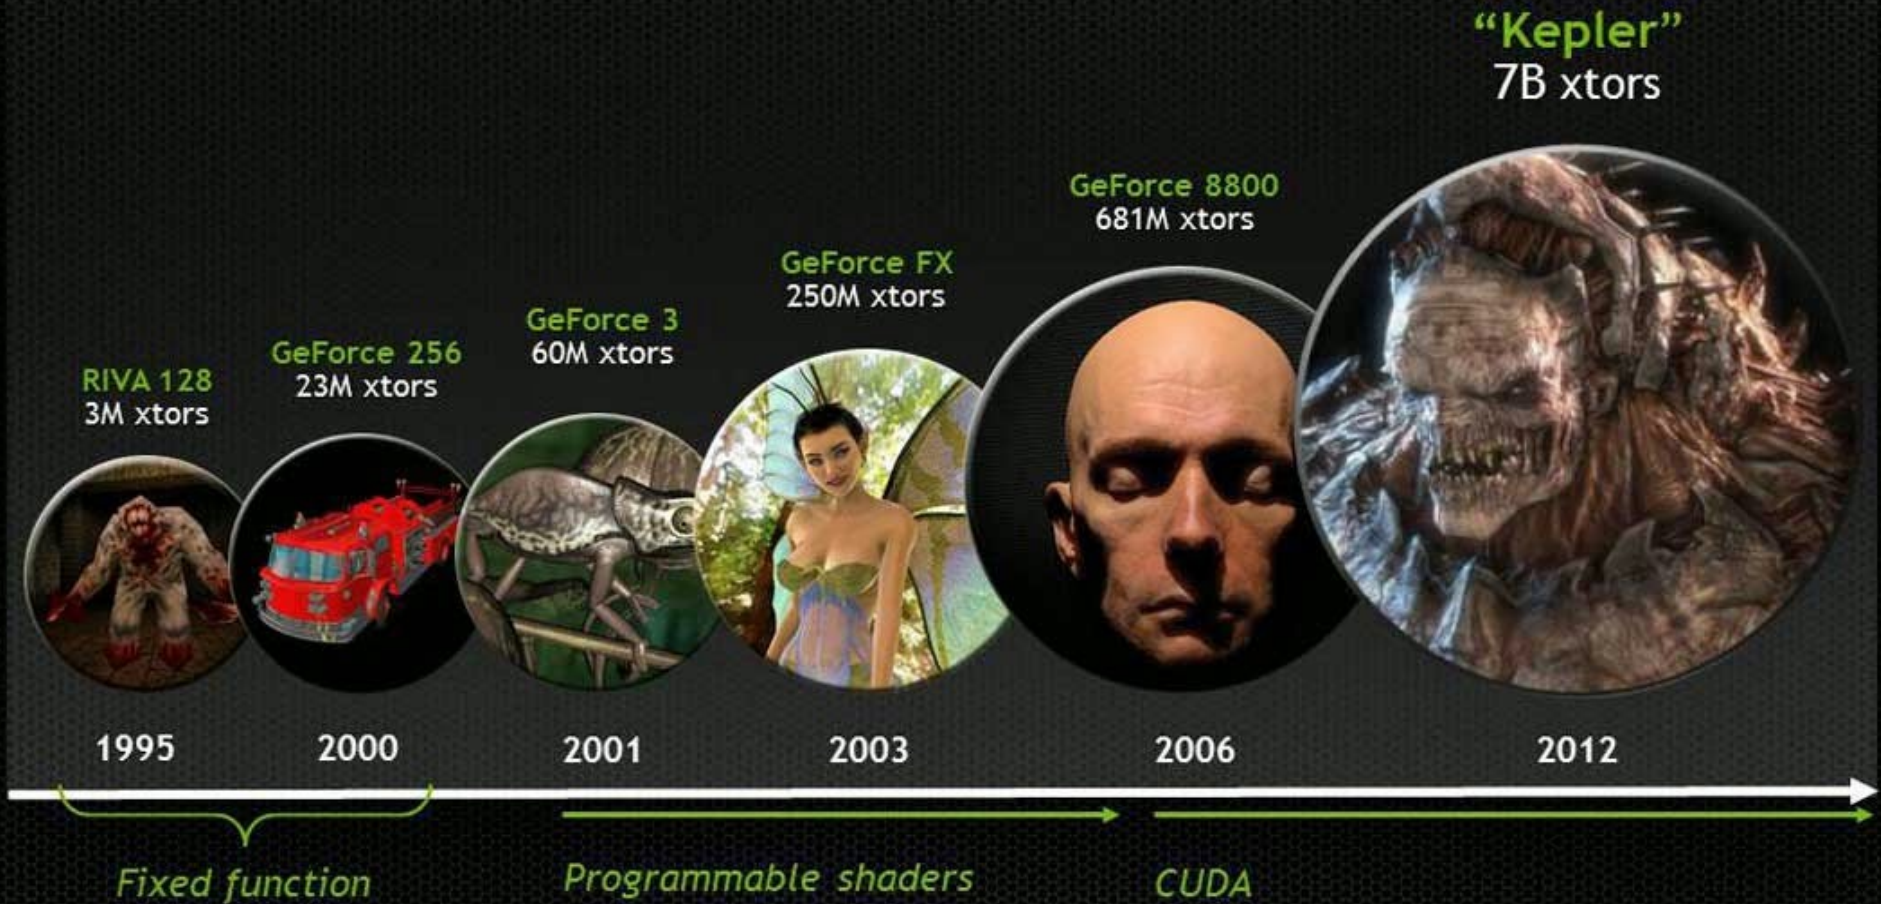 “Kepler”
7B xtors
GeForce 8800
681M xtors
GeForce FX
250M xtors
GeForce 3
60M xtors
GeForce 256
23M xtors
RIVA 128
3M xtors
1995
2000
2001
2003
2006
2012
Fixed function
Programmable shaders
CUDA